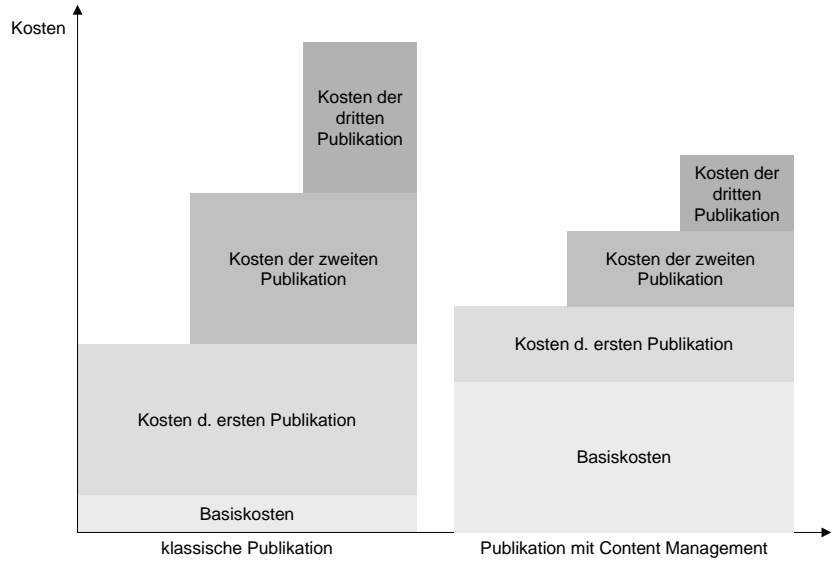 Kosten
Kosten der
dritten
Publikation
Kosten der zweiten
Publikation
Kosten d. ersten Publikation
Basiskosten
klassische Publikation
Kosten der
dritten
Publikation
Kosten der zweiten
Publikation
Kosten d. ersten Publikation
Basiskosten
Publikation mit Content Management